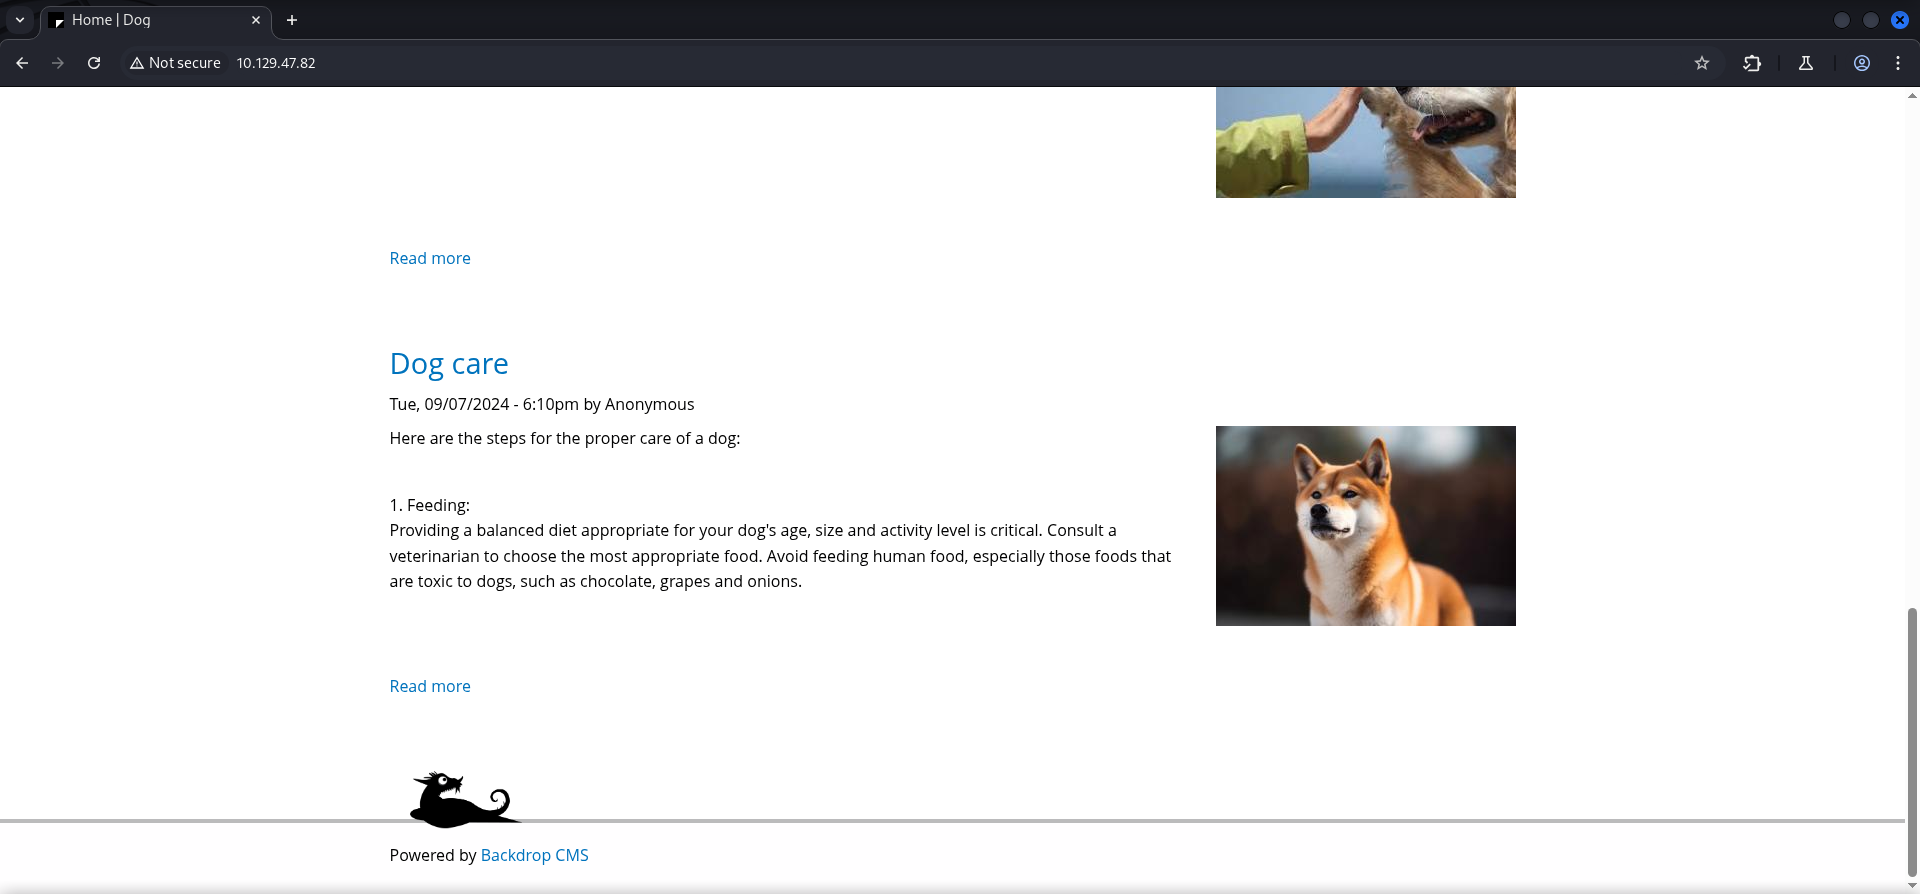 Home | Dog
Not secure
10.129.47.82
Read more
Dog care
Tue, 09/07/2024 - 6:10pm by Anonymous
Here are the steps for the proper care of a dog:
1. Feeding:
Providing a balanced diet appropriate for your dog's age, size and activity level is critical. Consult a
veterinarian to choose the most appropriate food. Avoid feeding human food, especially those foods that
are toxic to dogs, such as chocolate, grapes and onions.
Read more
Powered by Backdrop CMS